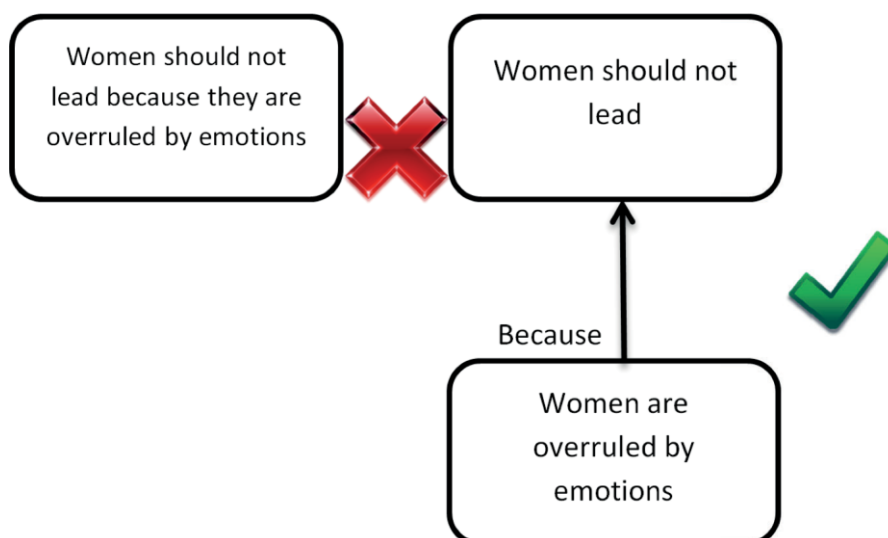 Women should not
lead because they are
overruled by emotions
Women should not
lead
Because
Women are
overruled by
emotions